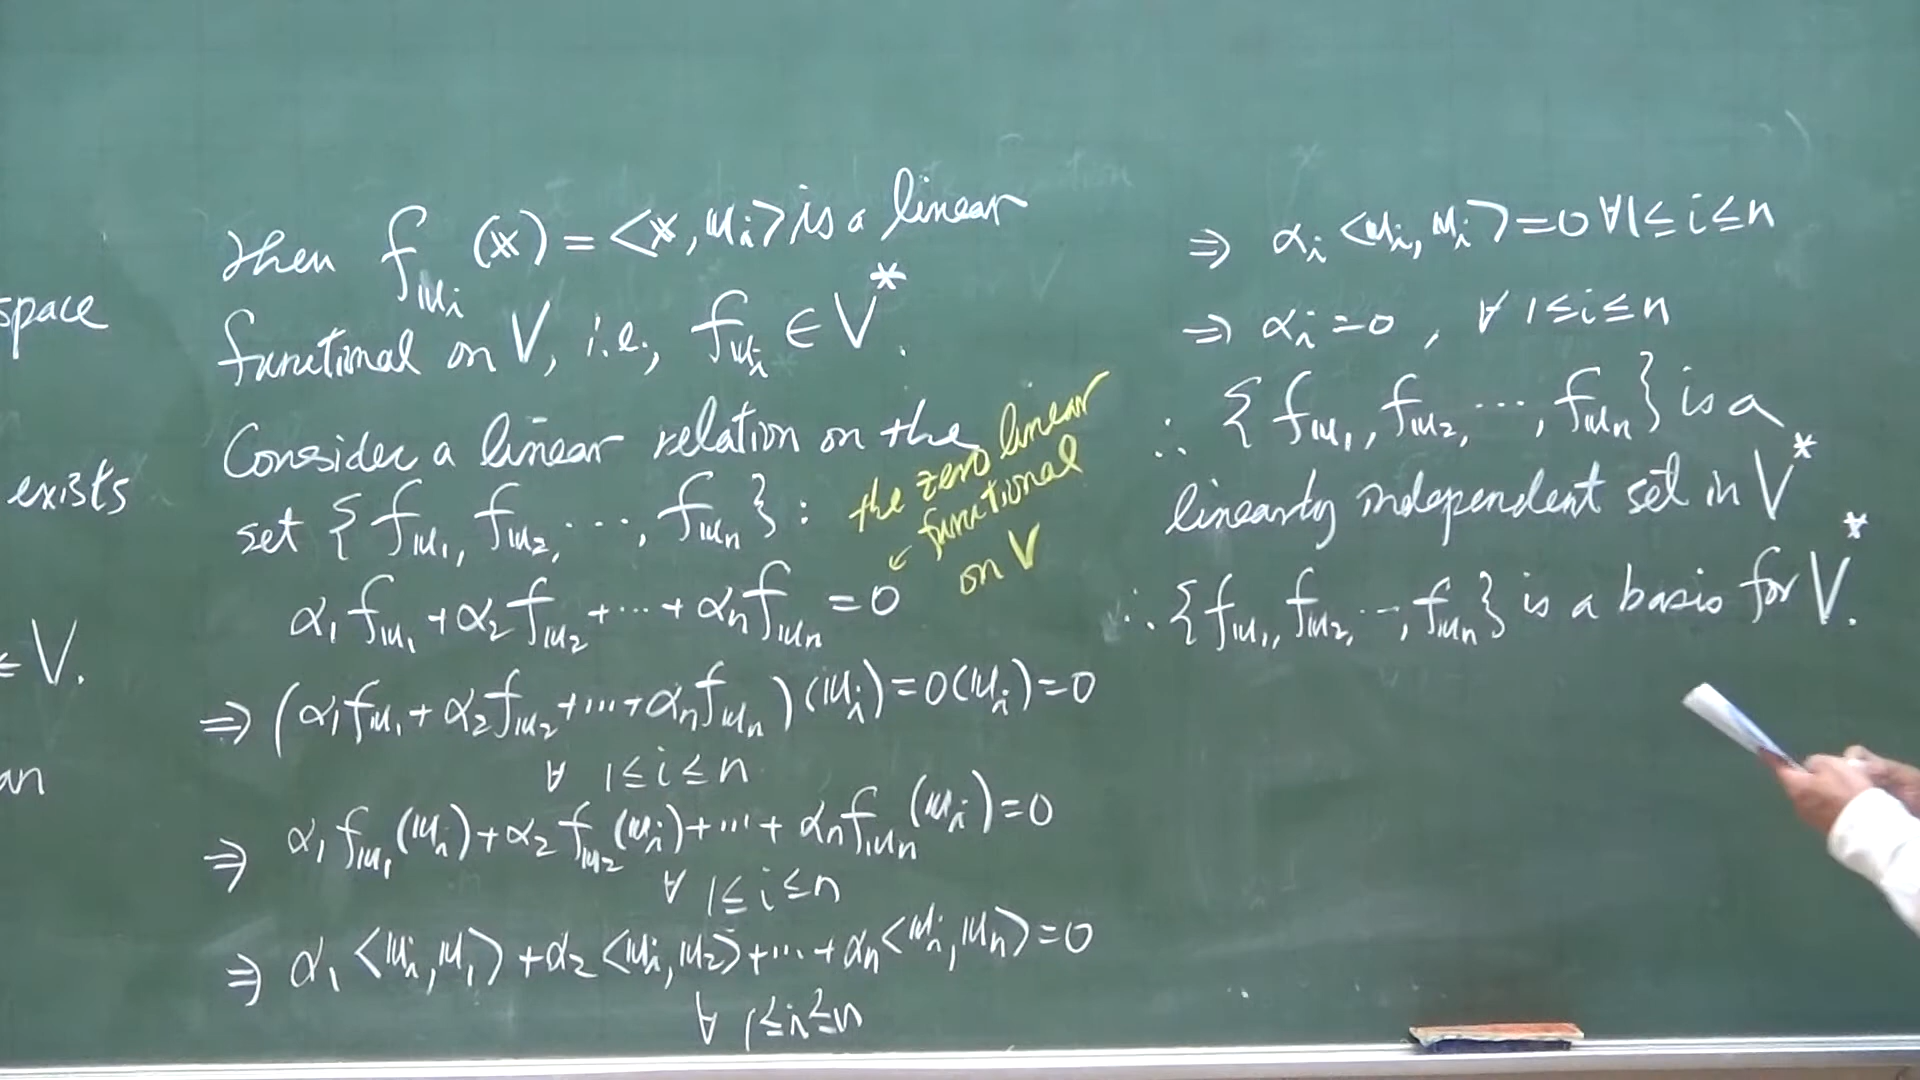 space
exists
∈ V.
an
then f_{u_i}(x) = <x, u_i> is a linear
functional on V, i.e., f_{u_i} ∈ V*.
Consider a linear relation on the
set {f_{u_1}, f_{u_2}, ..., f_{u_n}} :
the zero linear
functional
on V
α_1 f_{u_1} + α_2 f_{u_2} + ... + α_n f_{u_n} = 0
⇒ (α_1 f_{u_1} + α_2 f_{u_2} + ... + α_n f_{u_n})(u_i) = 0(u_i) = 0
∀ 1 ≤ i ≤ n
⇒ α_1 f_{u_1}(u_i) + α_2 f_{u_2}(u_i) + ... + α_n f_{u_n}(u_i) = 0
∀ 1 ≤ i ≤ n
⇒ α_1 <u_i, u_1> + α_2 <u_i, u_2> + ... + α_n <u_i, u_n> = 0
∀ 1 ≤ i ≤ n
⇒ α_i <u_i, u_i> = 0 ∀ 1 ≤ i ≤ n
⇒ α_i = 0 , ∀ 1 ≤ i ≤ n
∴ {f_{u_1}, f_{u_2}, ..., f_{u_n}} is a
linearly independent set in V*
∴ {f_{u_1}, f_{u_2}, ..., f_{u_n}} is a basis for V*.